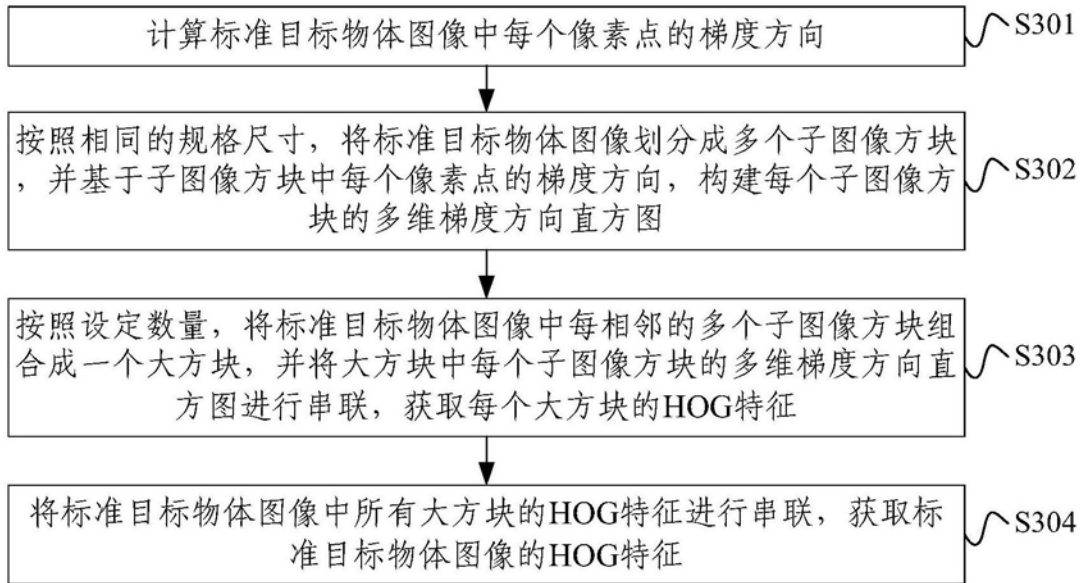 计算标准目标物体图像中每个像素点的梯度方向
S301
按照相同的规格尺寸，将标准目标物体图像划分成多个子图像方块
，并基于子图像方块中每个像素点的梯度方向，构建每个子图像方
块的多维梯度方向直方图
S302
按照设定数量，将标准目标物体图像中每相邻的多个子图像方块组
合成一个大方块，并将大方块中每个子图像方块的多维梯度方向直
方图进行串联，获取每个大方块的HOG特征
S303
将标准目标物体图像中所有大方块的HOG特征进行串联，获取标
准目标物体图像的HOG特征
S304